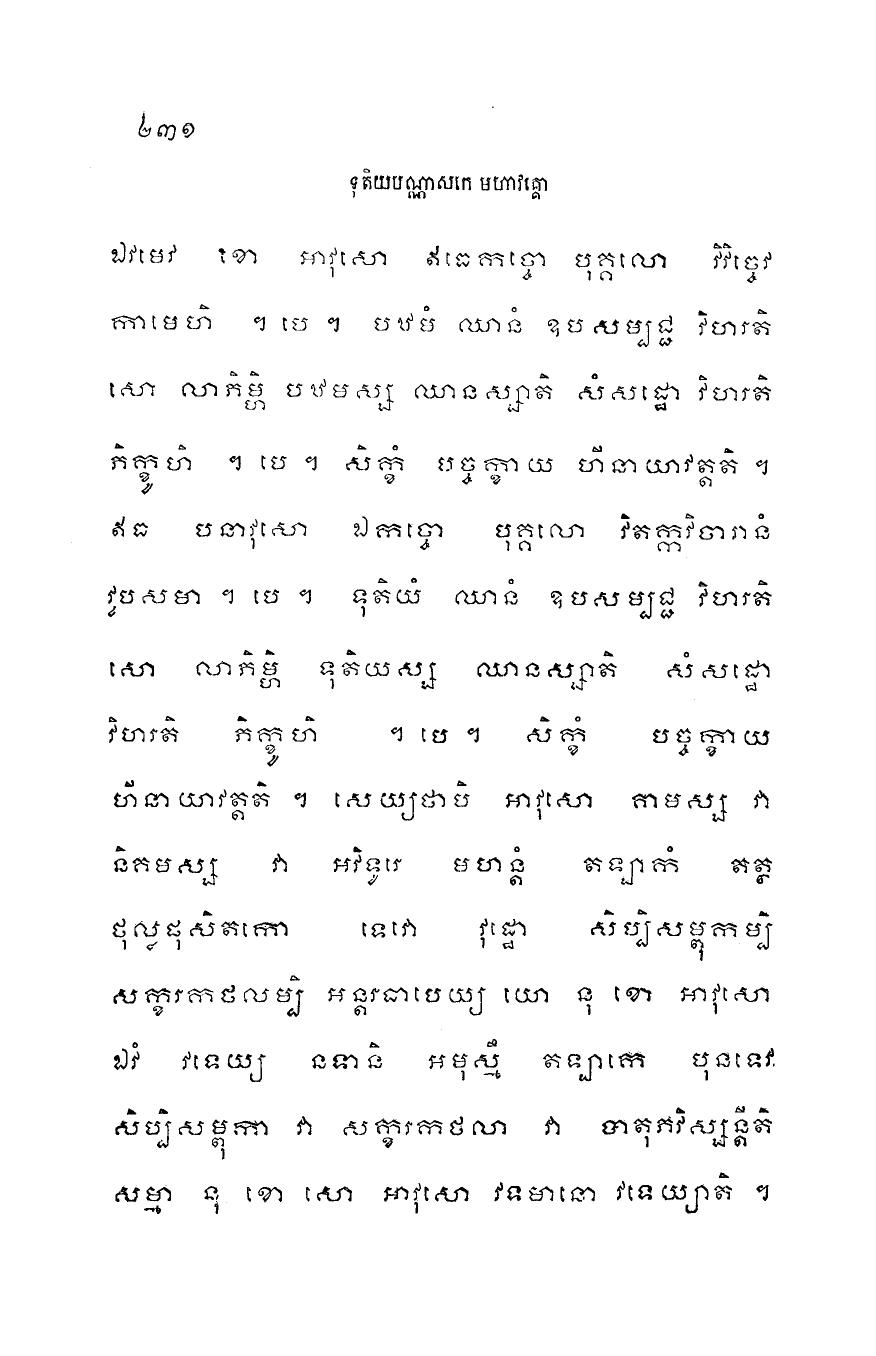 ៤៣១
ទុតិយបណ្ណាសកេ មហាវគ្គោ
ឯវមេវ ខោ អាវុសោ ឥធេកច្ចោ បុគ្គលោ វិវិច្ចេវ
កាមេហិ ។ បេ ។ បឋមំ ឈានំ ឧបសម្បជ្ជ វិហរតិ
សោ លាភិម្ហិ បឋមស្ស ឈានស្សាតិ សំសដ្ឋោ វិហរតិ
ភិក្ខូហិ ។ បេ ។ សិក្ខំ បច្ចក្ខាយ ហីនាយាវត្តតិ ។
ឥធ បនាវុសោ ឯកច្ចោ បុគ្គលោ វិតក្កវិចារានំ
វូបសមា ។ បេ ។ ទុតិយំ ឈានំ ឧបសម្បជ្ជ វិហរតិ
សោ លាភិម្ហិ ទុតិយស្ស ឈានស្សាតិ សំសដ្ឋោ
វិហរតិ ភិក្ខូហិ ។ បេ ។ សិក្ខំ បច្ចក្ខាយ
ហីនាយាវត្តតិ ។ សេយ្យថាបិ អាវុសោ គាមស្ស វា
និគមស្ស វា អវិទូរេ មហន្តំ តឡាកំ តត្ថ
ថុល្លផុសិតកោ ទេវោ វុដ្ឋោ សិប្បិសម្ពុកម្បិ
សក្ខរកថលម្បិ អន្តរធាបេយ្យ យោ នុ ខោ អាវុសោ
ឯវំ វទេយ្យ នទានិ អមុស្មឹ តឡាកេ បុនទេវ
សិប្បិសម្ពុកា វា សក្ខរកថលា វា បាតុភវិស្សន្តីតិ
សម្មា នុ ខោ សោ អាវុសោ វទមានោ វទេយ្យាតិ ។